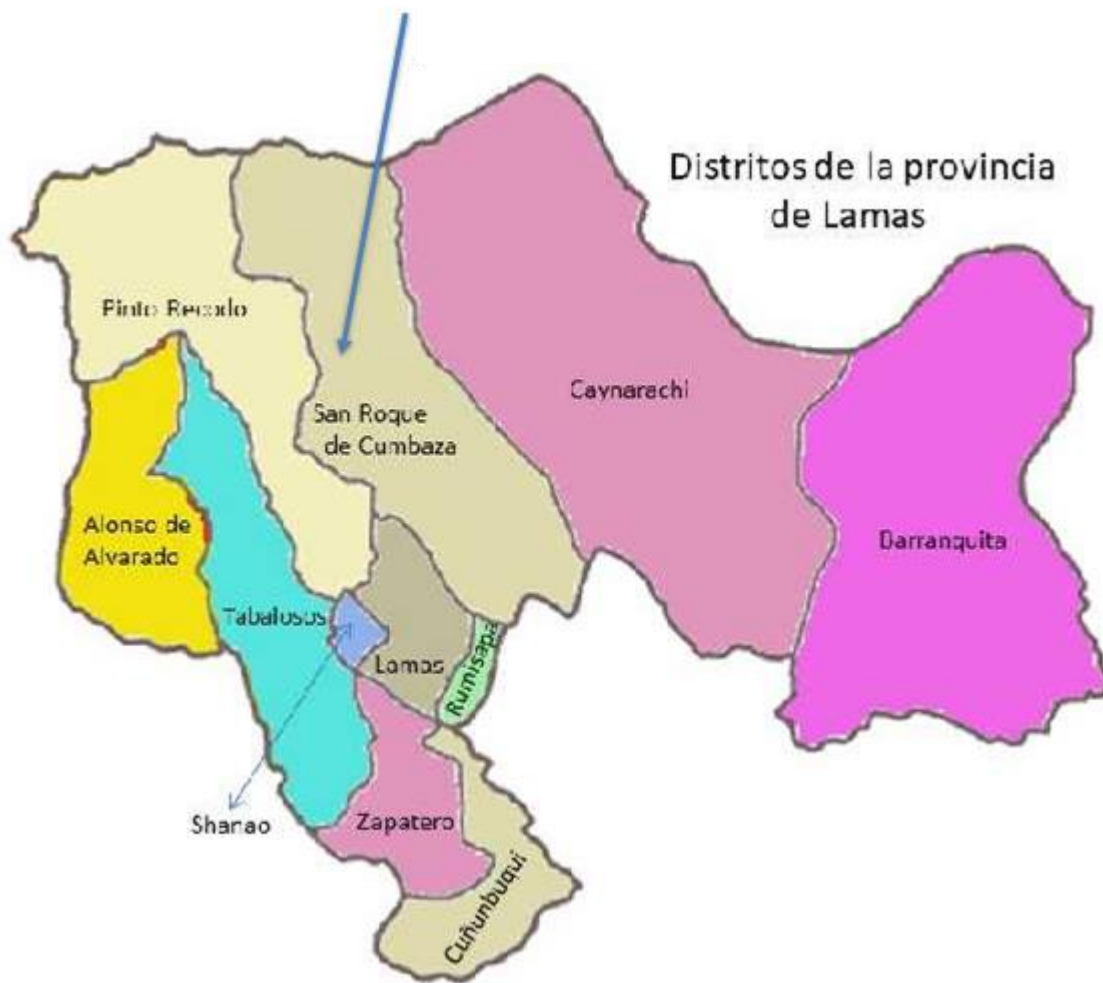 Distritos de la provincia
de Lamas
Pinto Recodo
Caynarachi
San Roque
de Cumbaza
Alonso de
Alvarado
Barranquita
Tabalosos
Lamas
Rumisapa
Shanao
Zapatero
Cuñunbuqui